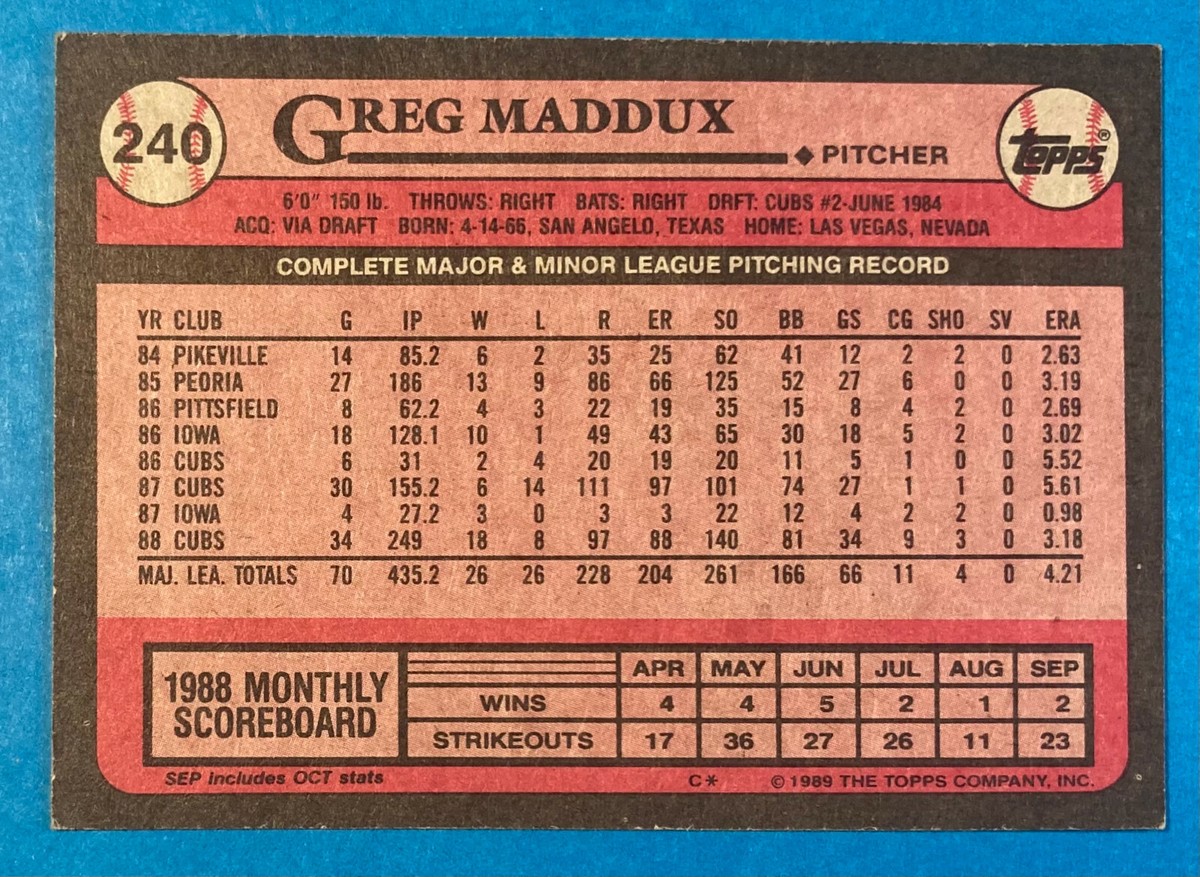 240
GREG MADDUX
◆ PITCHER
TOPPS®
6'0" 150 lb. THROWS: RIGHT BATS: RIGHT DRFT: CUBS #2-JUNE 1984
ACQ: VIA DRAFT BORN: 4-14-66, SAN ANGELO, TEXAS HOME: LAS VEGAS, NEVADA
COMPLETE MAJOR & MINOR LEAGUE PITCHING RECORD
YR CLUB G IP W L R ER SO BB GS CG SHO SV ERA
84 PIKEVILLE 14 85.2 6 2 35 25 62 41 12 2 2 0 2.63
85 PEORIA 27 186 13 9 86 66 125 52 27 6 0 0 3.19
86 PITTSFIELD 8 62.2 4 3 22 19 35 15 8 4 2 0 2.69
86 IOWA 18 128.1 10 1 49 43 65 30 18 5 2 0 3.02
86 CUBS 6 31 2 4 20 19 20 11 5 1 0 0 5.52
87 CUBS 30 155.2 6 14 111 97 101 74 27 1 1 0 5.61
87 IOWA 4 27.2 3 0 3 3 22 12 4 2 2 0 0.98
88 CUBS 34 249 18 8 97 88 140 81 34 9 3 0 3.18
MAJ. LEA. TOTALS 70 435.2 26 26 228 204 261 166 66 11 4 0 4.21
1988 MONTHLY SCOREBOARD
APR MAY JUN JUL AUG SEP
WINS 4 4 5 2 1 2
STRIKEOUTS 17 36 27 26 11 23
SEP includes OCT stats
C*
© 1989 THE TOPPS COMPANY, INC.